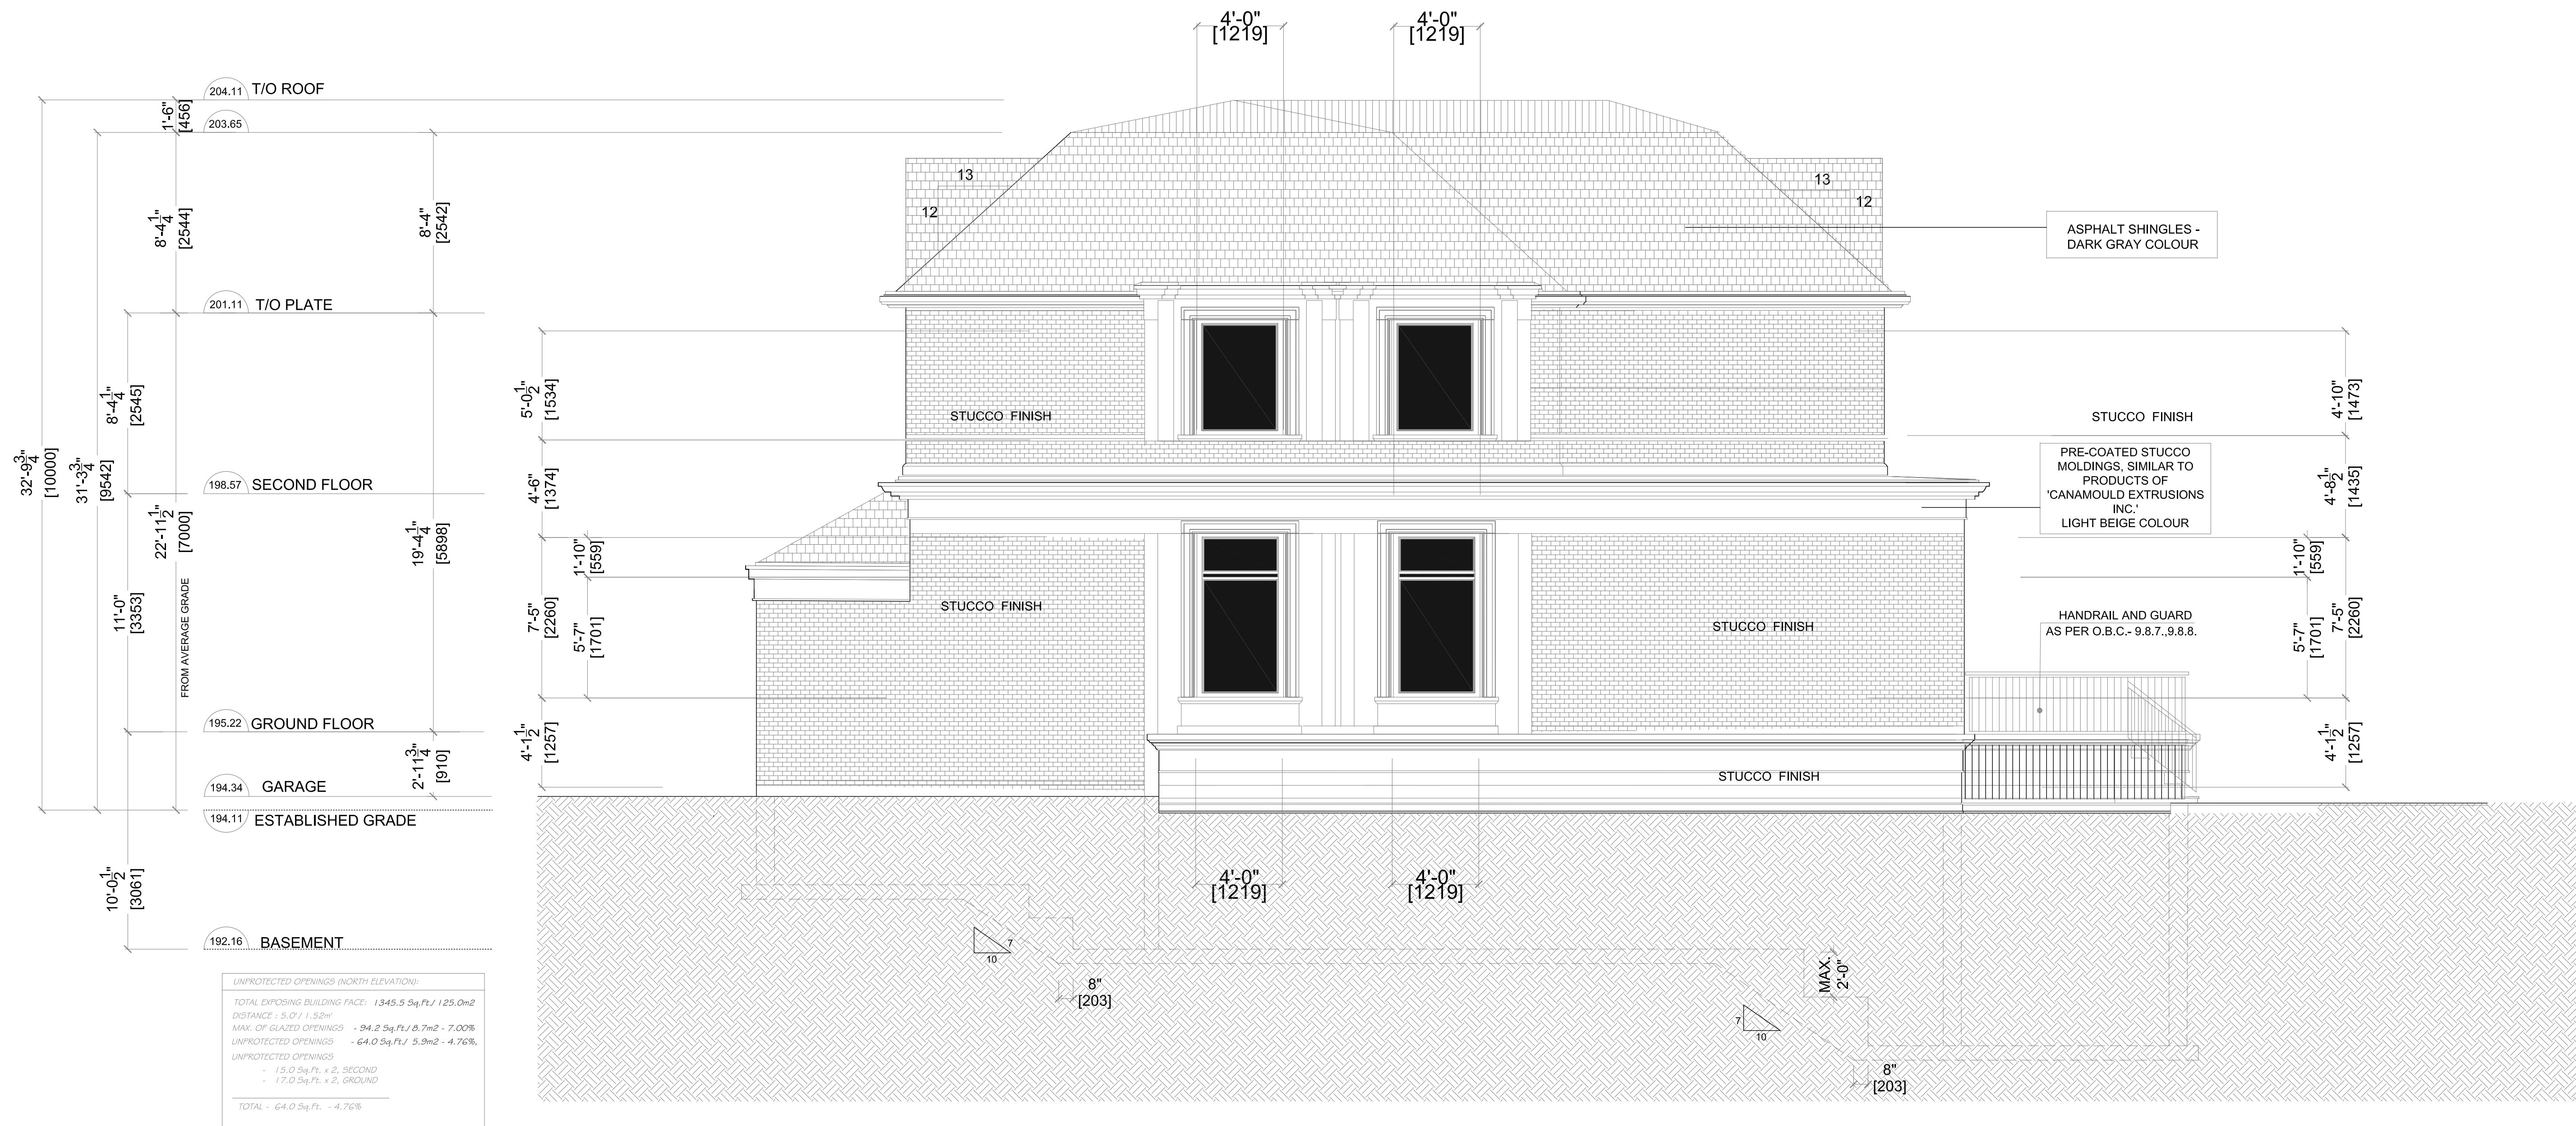 4'-0"
[1219]
4'-0"
[1219]
204.11 T/O ROOF
1'-6"
[456]
203.65
8'-4 1/4"
[2544]
8'-4"
[2542]
13
12
13
12
ASPHALT SHINGLES -
DARK GRAY COLOUR
201.11 T/O PLATE
32'-9 3/4"
[10000]
31'-3 3/4"
[9542]
8'-4 1/4"
[2545]
22'-11 1/2"
[7000]
FROM AVERAGE GRADE
198.57 SECOND FLOOR
19'-4 1/4"
[5898]
11'-0"
[3353]
195.22 GROUND FLOOR
2'-11 3/4"
[910]
194.34 GARAGE
194.11 ESTABLISHED GRADE
10'-0 1/2"
[3061]
192.16 BASEMENT
5'-0 1/2"
[1534]
4'-6"
[1374]
1'-10"
[559]
7'-5"
[2260]
5'-7"
[1701]
4'-1 1/2"
[1257]
STUCCO FINISH
STUCCO FINISH
STUCCO FINISH
STUCCO FINISH
STUCCO FINISH
4'-10"
[1473]
PRE-COATED STUCCO
MOLDINGS, SIMILAR TO
PRODUCTS OF
'CANAMOULD EXTRUSIONS
INC.'
LIGHT BEIGE COLOUR
4'-8 1/2"
[1435]
1'-10"
[559]
HANDRAIL AND GUARD
AS PER O.B.C.- 9.8.7.,9.8.8.
5'-7"
[1701]
7'-5"
[2260]
4'-1 1/2"
[1257]
4'-0"
[1219]
4'-0"
[1219]
7
10
8"
[203]
MAX.
2'-0"
7
10
8"
[203]
UNPROTECTED OPENINGS (NORTH ELEVATION):
TOTAL EXPOSING BUILDING FACE: 1345.5 Sq.Ft./ 125.0m2
DISTANCE : 5.0'/ 1.52m'
MAX. OF GLAZED OPENINGS - 94.2 Sq.Ft./ 8.7m2 - 7.00%
UNPROTECTED OPENINGS - 64.0 Sq.Ft./ 5.9m2 - 4.76%,
UNPROTECTED OPENINGS
- 15.0 Sq.Ft. x 2, SECOND
- 17.0 Sq.Ft. x 2, GROUND
TOTAL - 64.0 Sq.Ft. - 4.76%